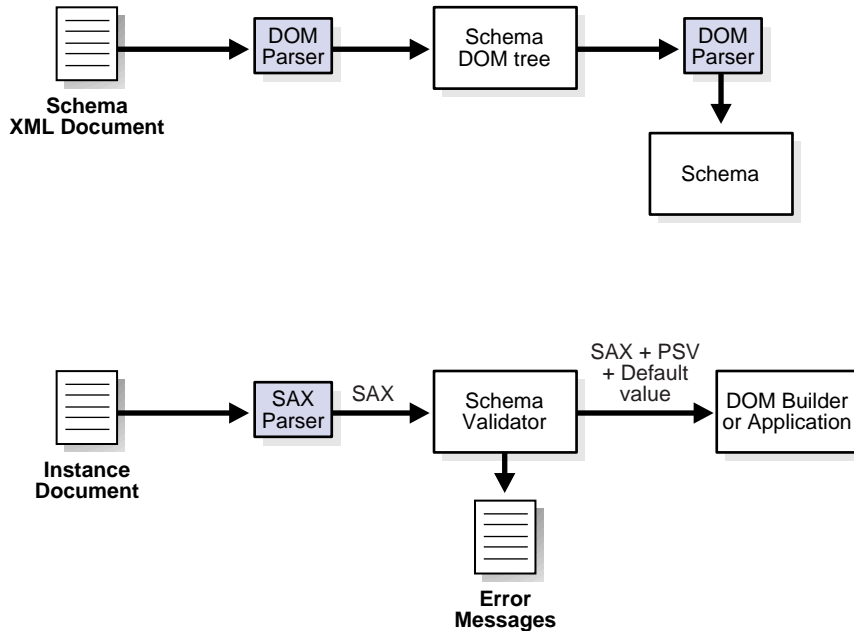 DOM
Parser
Schema
DOM tree
DOM
Parser
Schema
XML Document
Schema
Instance
Document
SAX
Parser
SAX
Schema
Validator
SAX + PSV
+ Default
value
DOM Builder
or Application
Error
Messages